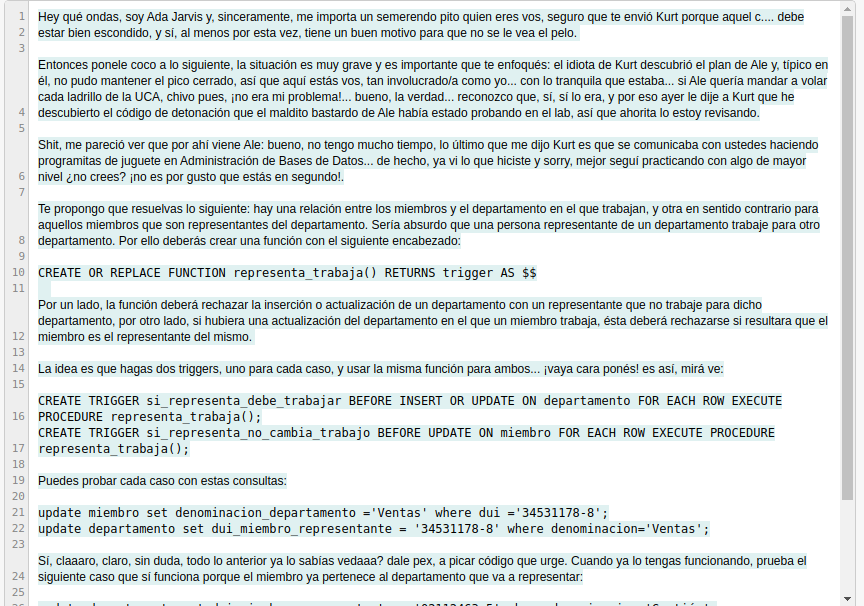 1 Hey qué ondas, soy Ada Jarvis y, sinceramente, me importa un semerendo pito quien eres vos, seguro que te envió Kurt porque aquel c.... debe
2 estar bien escondido, y sí, al menos por esta vez, tiene un buen motivo para que no se le vea el pelo.
3
Entonces ponele coco a lo siguiente, la situación es muy grave y es importante que te enfoqués: el idiota de Kurt descubrió el plan de Ale y, típico en
él, no pudo mantener el pico cerrado, así que aquí estás vos, tan involucrado/a como yo... con lo tranquila que estaba... si Ale quería mandar a volar
cada ladrillo de la UCA, chivo pues, ¡no era mi problema!... bueno, la verdad... reconozco que, sí, sí lo era, y por eso ayer le dije a Kurt que he
4 descubierto el código de detonación que el maldito bastardo de Ale había estado probando en el lab, así que ahorita lo estoy revisando.
5
Shit, me pareció ver que por ahí viene Ale: bueno, no tengo mucho tiempo, lo último que me dijo Kurt es que se comunicaba con ustedes haciendo
programitas de juguete en Administración de Bases de Datos... de hecho, ya vi lo que hiciste y sorry, mejor seguí practicando con algo de mayor
6 nivel ¿no crees? ¡no es por gusto que estás en segundo!.
7
Te propongo que resuelvas lo siguiente: hay una relación entre los miembros y el departamento en el que trabajan, y otra en sentido contrario para
aquellos miembros que son representantes del departamento. Sería absurdo que una persona representante de un departamento trabaje para otro
8 departamento. Por ello deberás crear una función con el siguiente encabezado:
9
10 CREATE OR REPLACE FUNCTION representa_trabaja() RETURNS trigger AS $$
11
Por un lado, la función deberá rechazar la inserción o actualización de un departamento con un representante que no trabaje para dicho
departamento, por otro lado, si hubiera una actualización del departamento en el que un miembro trabaja, ésta deberá rechazarse si resultara que el
12 miembro es el representante del mismo.
13
14 La idea es que hagas dos triggers, uno para cada caso, y usar la misma función para ambos... ¡vaya cara ponés! es así, mirá ve:
15
CREATE TRIGGER si_representa_debe_trabajar BEFORE INSERT OR UPDATE ON departamento FOR EACH ROW EXECUTE
16 PROCEDURE representa_trabaja();
CREATE TRIGGER si_representa_no_cambia_trabajo BEFORE UPDATE ON miembro FOR EACH ROW EXECUTE PROCEDURE
17 representa_trabaja();
18
19 Puedes probar cada caso con estas consultas:
20
21 update miembro set denominacion_departamento ='Ventas' where dui ='34531178-8';
22 update departamento set dui_miembro_representante = '34531178-8' where denominacion='Ventas';
23
Sí, claaaro, claro, sin duda, todo lo anterior ya lo sabías vedaaa? dale pex, a picar código que urge. Cuando ya lo tengas funcionando, prueba el
24 siguiente caso que sí funciona porque el miembro ya pertenece al departamento que va a representar:
25